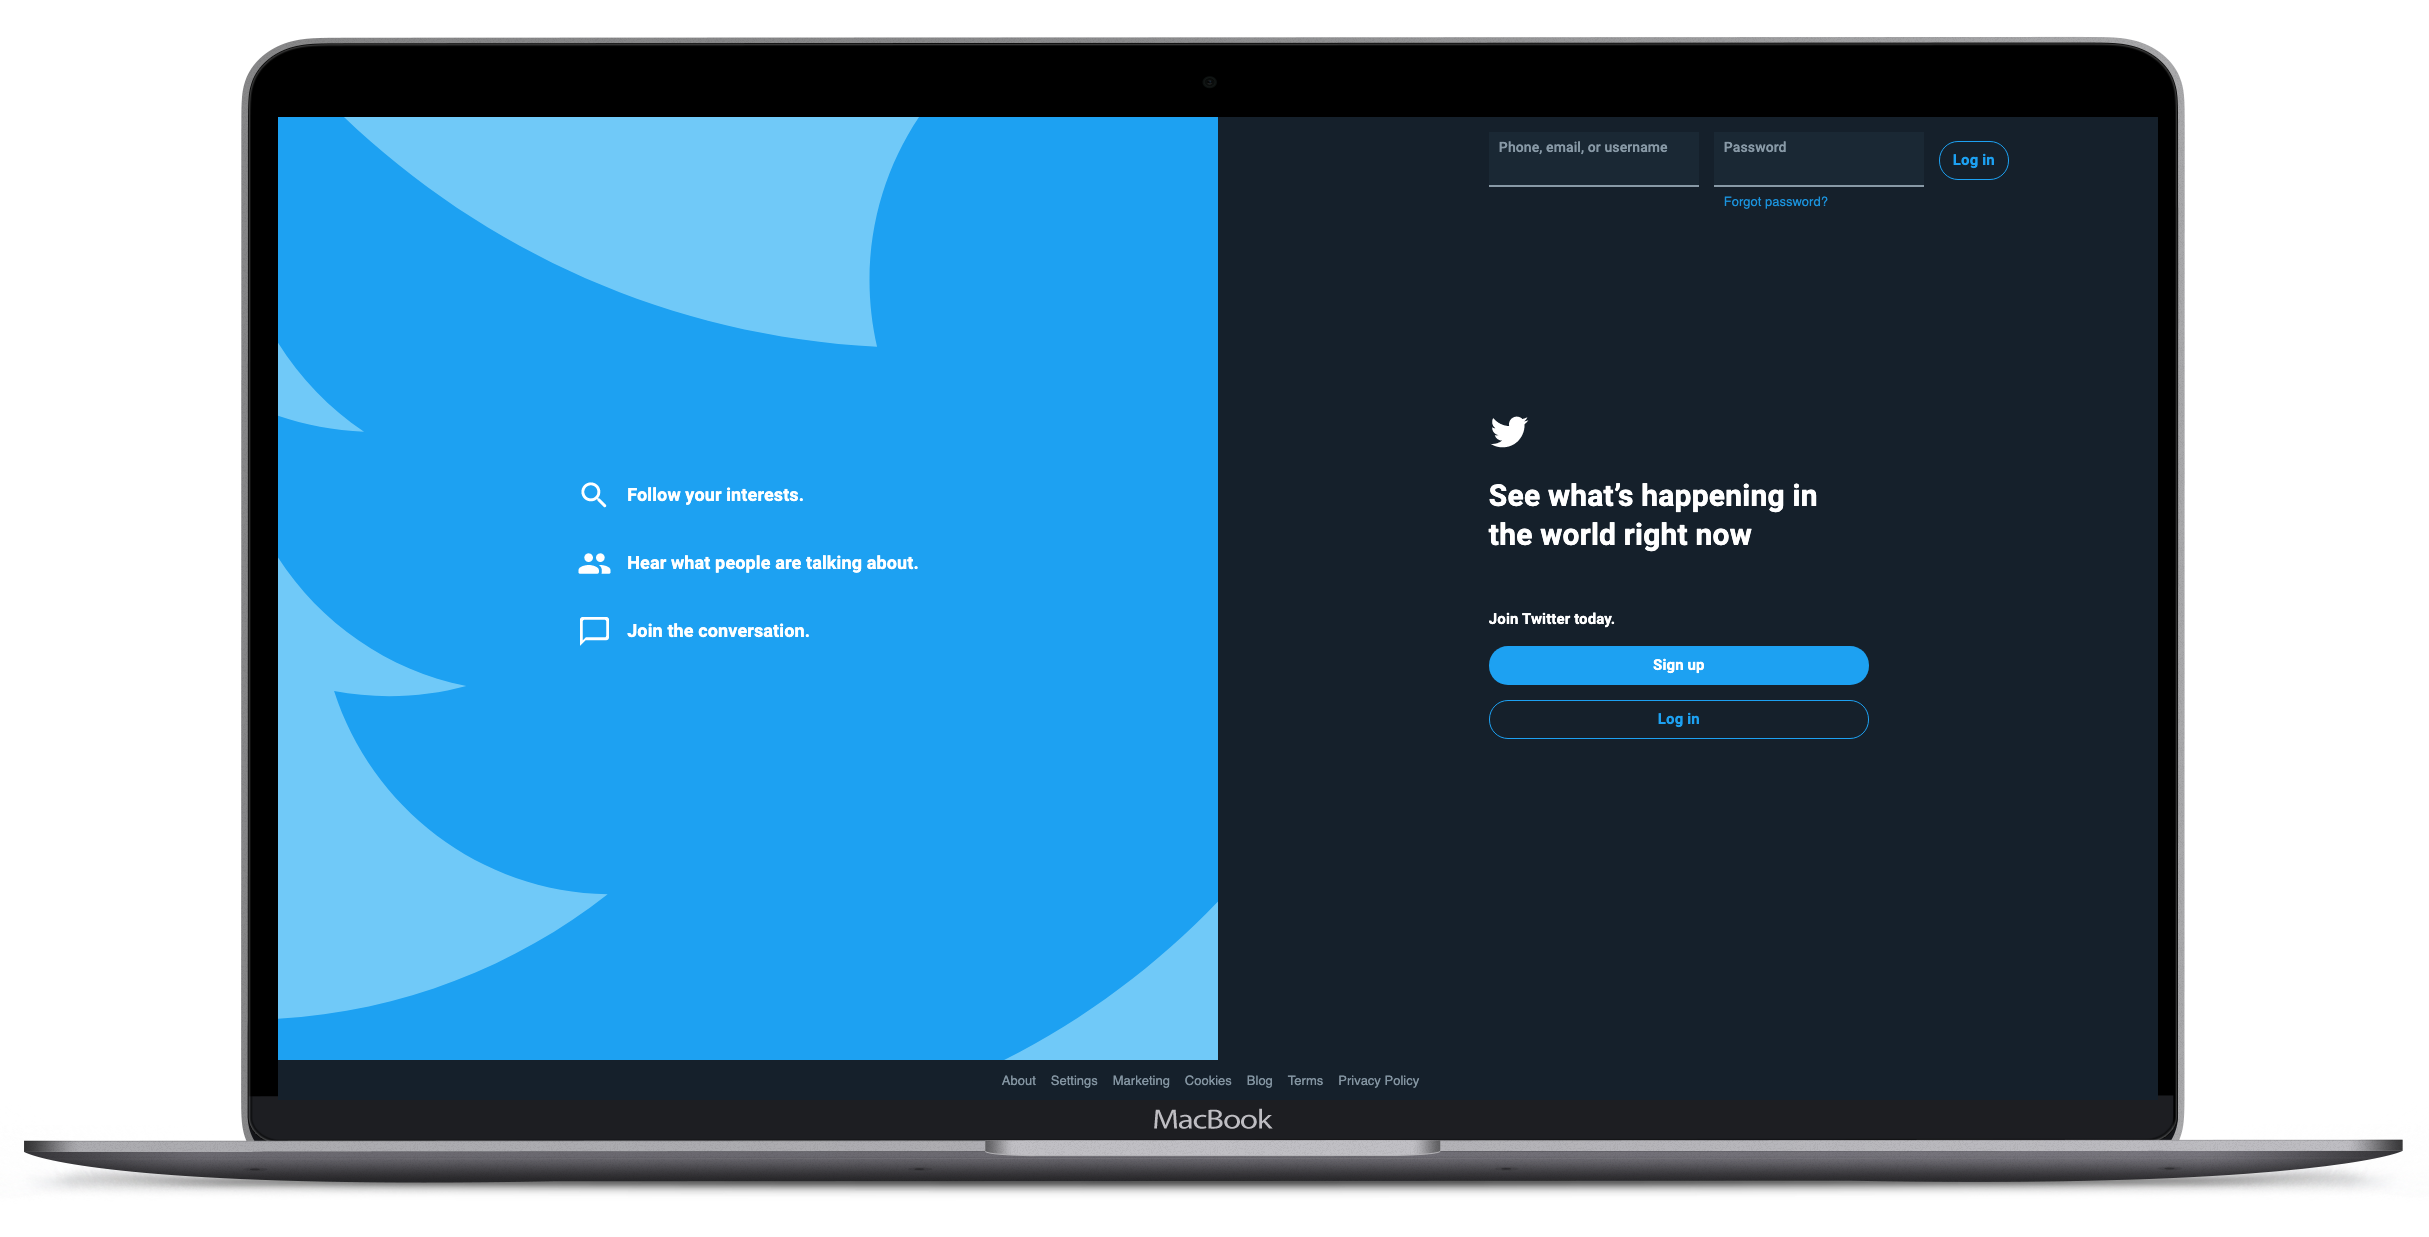 Phone, email, or username
Password
Log in
Forgot password?
Follow your interests.
Hear what people are talking about.
Join the conversation.
See what’s happening in
the world right now
Join Twitter today.
Sign up
Log in
About Settings Marketing Cookies Blog Terms Privacy Policy
MacBook